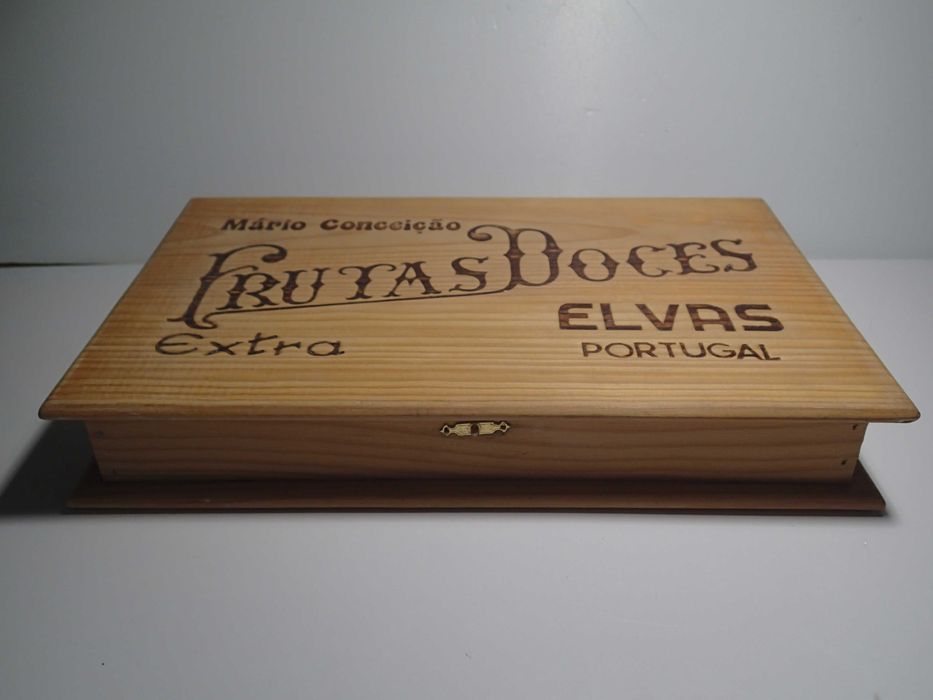 Mário Conceição
FRUTAS DOCES
Extra
ELVAS
PORTUGAL